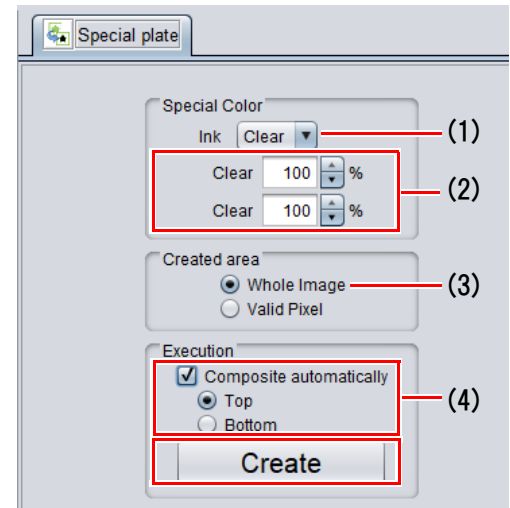 Special plate
Special Color
Ink Clear (1)
Clear 100 %
(2)
Clear 100 %
Created area
Whole Image (3)
Valid Pixel
Execution
Composite automatically
Top (4)
Bottom
Create